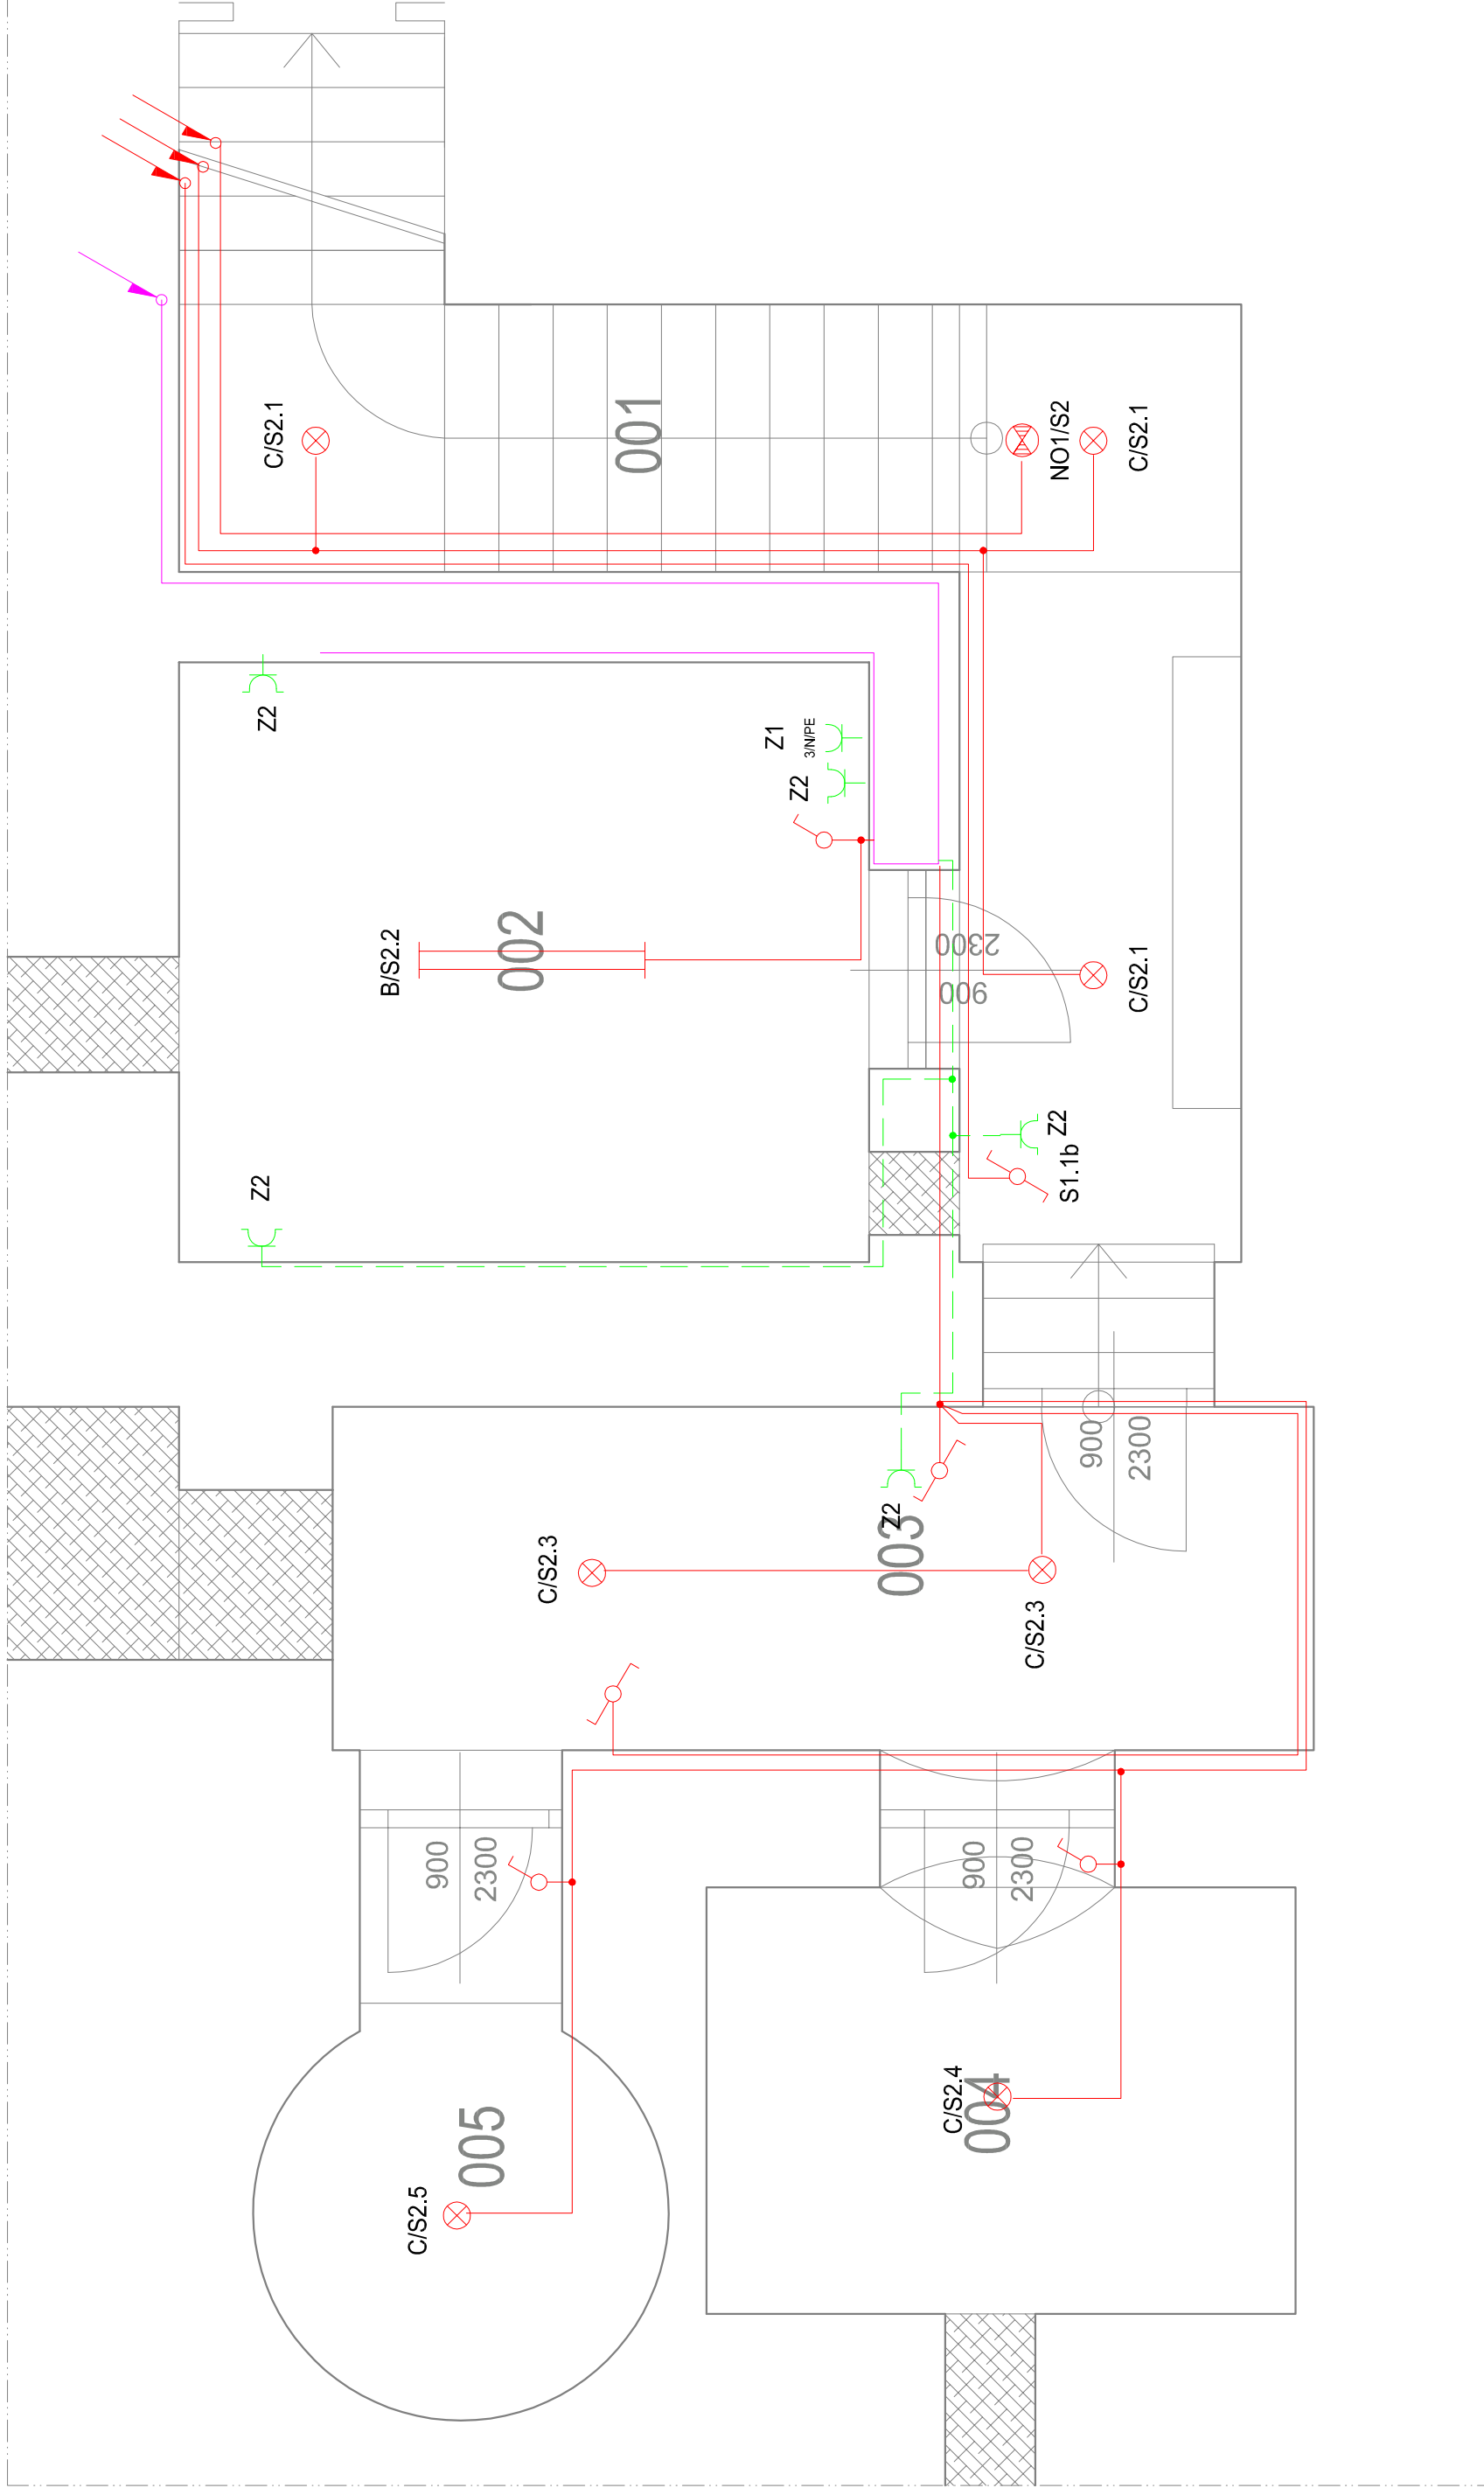 C/S2.1
001
NO1/S2
C/S2.1
Z2
Z1
3/N/PE
Z2
B/S2.2
002
2300
900
C/S2.1
Z2
Z2
S1.1b
900
2300
Z2
003
C/S2.3
C/S2.3
900
2300
900
2300
C/S2.4
004
005
C/S2.5